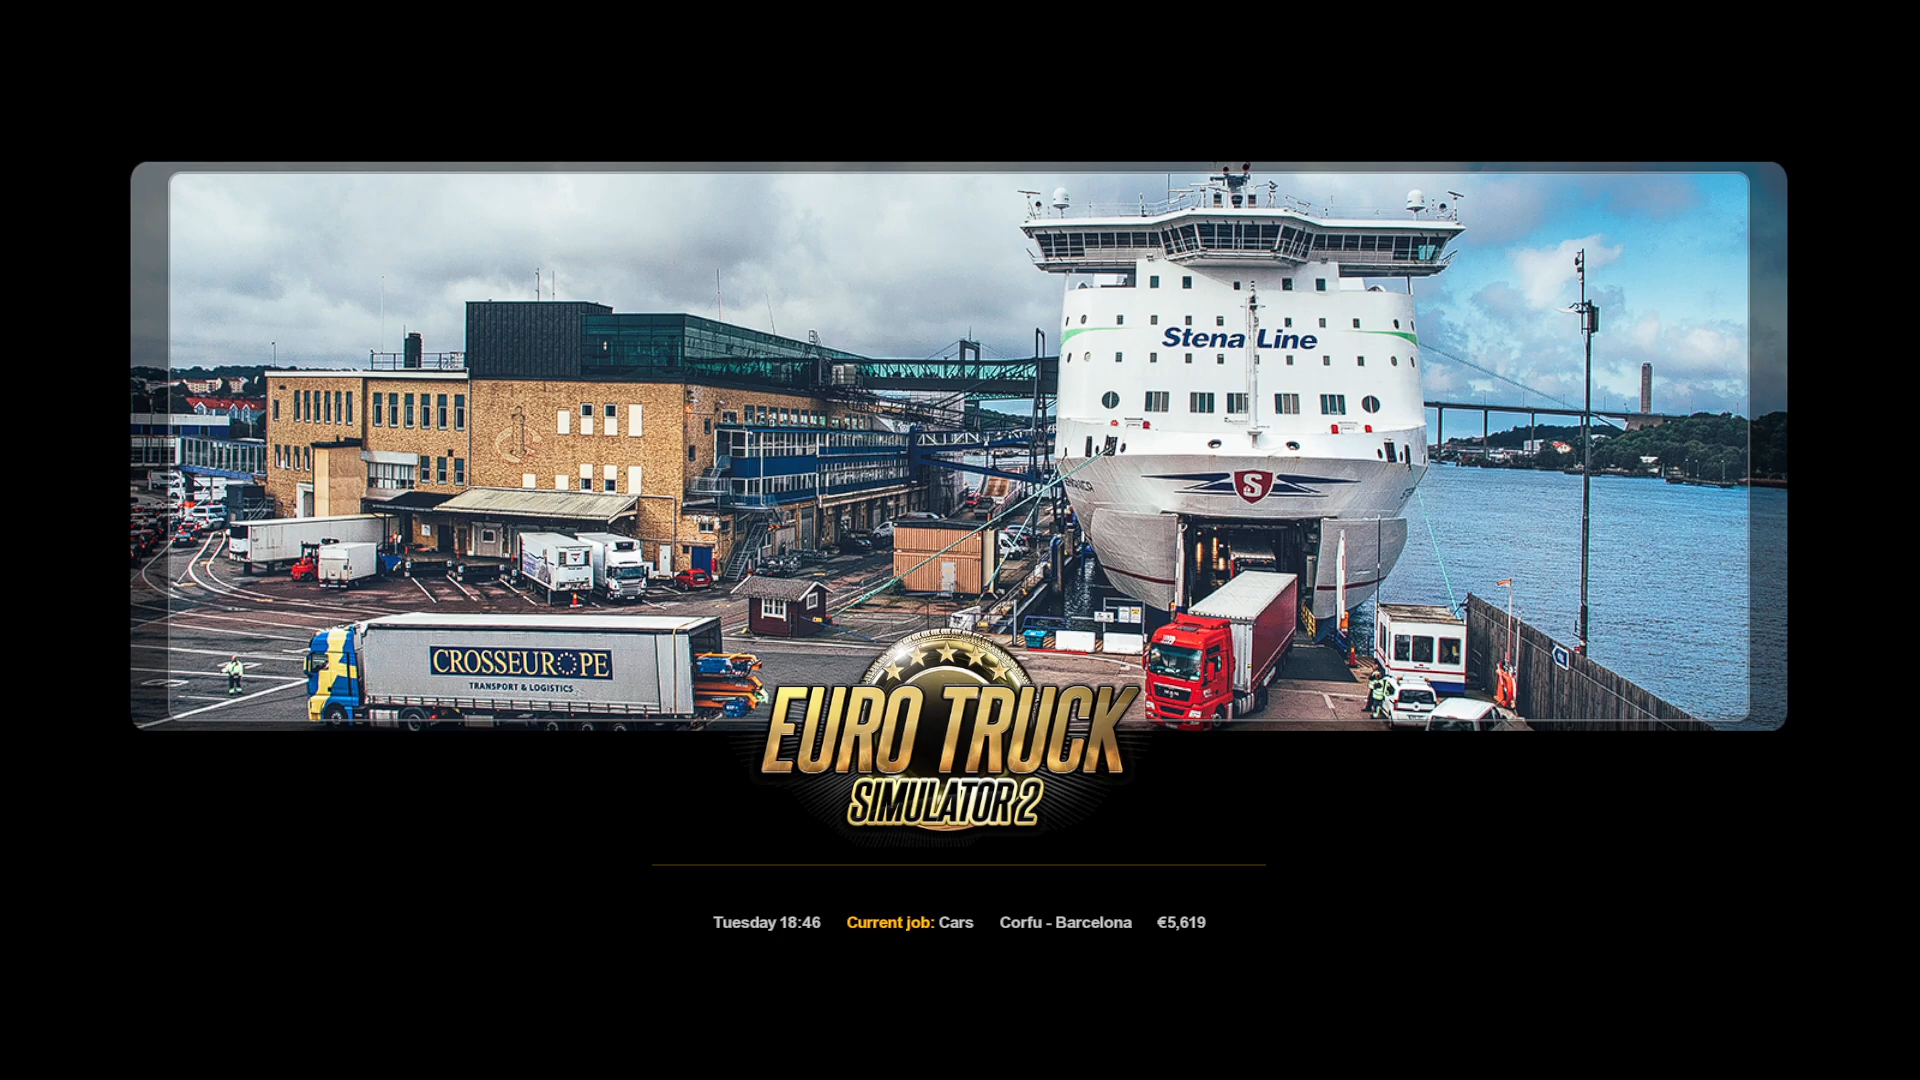 Stena Line
S
CROSSEUROPE
TRANSPORT & LOGISTICS
EURO TRUCK
SIMULATOR 2
Tuesday 18:46 Current job: Cars Corfu - Barcelona €5,619